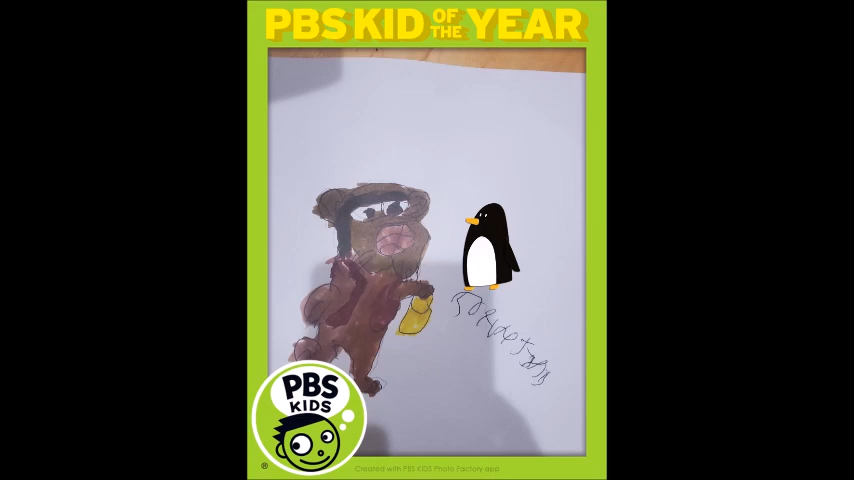 PBS KID OF THE YEAR
PBS
KIDS
®
Created with PBS KIDS Photo Factory app